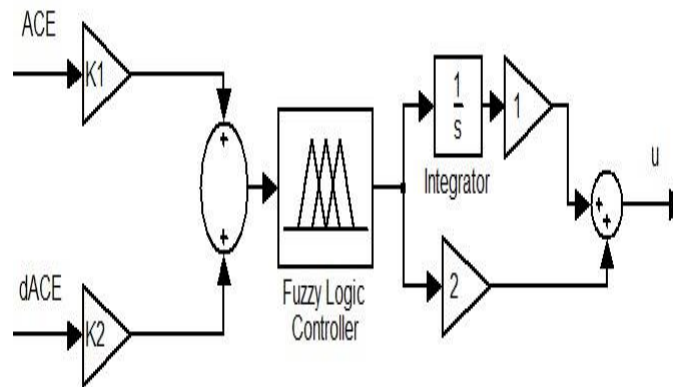 ACE
K1
+
+
dACE
K2
Fuzzy Logic
Controller
1
s
Integrator
1
2
+
+
u